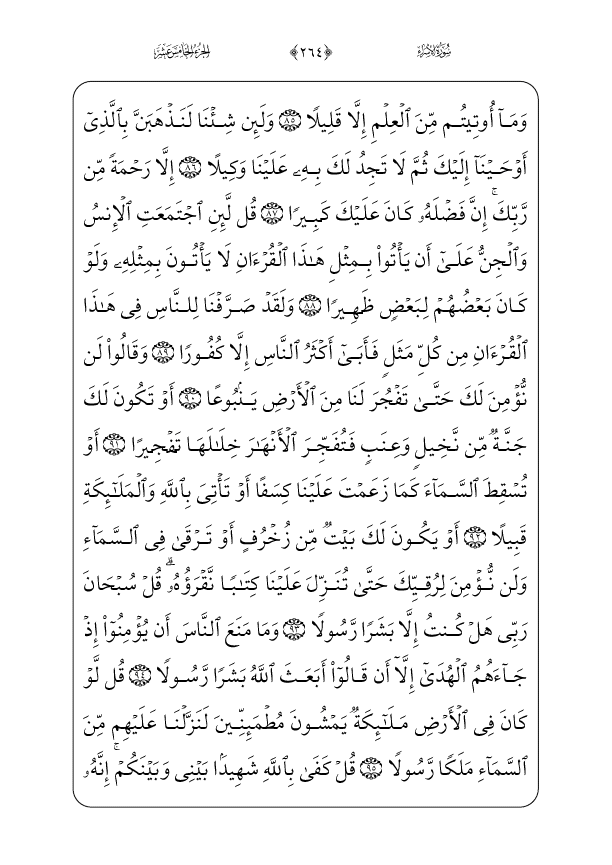 سُورَةُ الإِسْرَاء ﴿٢٦٤﴾ الجُزْءُ الخَامِسَ عَشَرَ
وَمَآ أُوتِيتُم مِّنَ ٱلْعِلْمِ إِلَّا قَلِيلًا ۝٨٥ وَلَئِن شِئْنَا لَنَذْهَبَنَّ بِٱلَّذِىٓ
أَوْحَيْنَآ إِلَيْكَ ثُمَّ لَا تَجِدُ لَكَ بِهِۦ عَلَيْنَا وَكِيلًا ۝٨٦ إِلَّا رَحْمَةً مِّن
رَّبِّكَ ۚ إِنَّ فَضْلَهُۥ كَانَ عَلَيْكَ كَبِيرًا ۝٨٧ قُل لَّئِنِ ٱجْتَمَعَتِ ٱلْإِنسُ
وَٱلْجِنُّ عَلَىٰٓ أَن يَأْتُوا۟ بِمِثْلِ هَـٰذَا ٱلْقُرْءَانِ لَا يَأْتُونَ بِمِثْلِهِۦ وَلَوْ
كَانَ بَعْضُهُمْ لِبَعْضٍ ظَهِيرًا ۝٨٨ وَلَقَدْ صَرَّفْنَا لِلنَّاسِ فِى هَـٰذَا
ٱلْقُرْءَانِ مِن كُلِّ مَثَلٍ فَأَبَىٰٓ أَكْثَرُ ٱلنَّاسِ إِلَّا كُفُورًا ۝٨٩ وَقَالُوا۟ لَن
نُّؤْمِنَ لَكَ حَتَّىٰ تَفْجُرَ لَنَا مِنَ ٱلْأَرْضِ يَنۢبُوعًا ۝٩٠ أَوْ تَكُونَ لَكَ
جَنَّةٌ مِّن نَّخِيلٍ وَعِنَبٍ فَتُفَجِّرَ ٱلْأَنْهَـٰرَ خِلَـٰلَهَا تَفْجِيرًا ۝٩١ أَوْ
تُسْقِطَ ٱلسَّمَآءَ كَمَا زَعَمْتَ عَلَيْنَا كِسَفًا أَوْ تَأْتِىَ بِٱللَّهِ وَٱلْمَلَـٰٓئِكَةِ
قَبِيلًا ۝٩٢ أَوْ يَكُونَ لَكَ بَيْتٌ مِّن زُخْرُفٍ أَوْ تَرْقَىٰ فِى ٱلسَّمَآءِ
وَلَن نُّؤْمِنَ لِرُقِيِّكَ حَتَّىٰ تُنَزِّلَ عَلَيْنَا كِتَـٰبًا نَّقْرَؤُهُۥ ۗ قُلْ سُبْحَانَ
رَبِّى هَلْ كُنتُ إِلَّا بَشَرًا رَّسُولًا ۝٩٣ وَمَا مَنَعَ ٱلنَّاسَ أَن يُؤْمِنُوٓا۟ إِذْ
جَآءَهُمُ ٱلْهُدَىٰٓ إِلَّآ أَن قَالُوٓا۟ أَبَعَثَ ٱللَّهُ بَشَرًا رَّسُولًا ۝٩٤ قُل لَّوْ
كَانَ فِى ٱلْأَرْضِ مَلَـٰٓئِكَةٌ يَمْشُونَ مُطْمَئِنِّينَ لَنَزَّلْنَا عَلَيْهِم مِّنَ
ٱلسَّمَآءِ مَلَكًا رَّسُولًا ۝٩٥ قُلْ كَفَىٰ بِٱللَّهِ شَهِيدًۢا بَيْنِى وَبَيْنَكُمْ ۚ إِنَّهُۥ